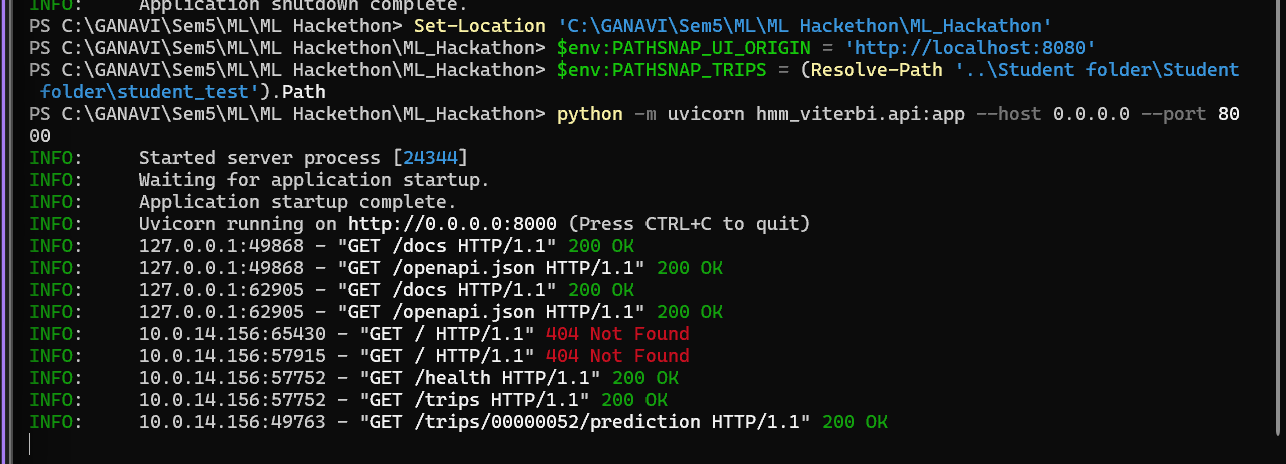 INFO:     Application shutdown complete.
PS C:\GANAVI\Sem5\ML\ML Hackethon> Set-Location 'C:\GANAVI\Sem5\ML\ML Hackethon\ML_Hackathon'
PS C:\GANAVI\Sem5\ML\ML Hackethon\ML_Hackathon> $env:PATHSNAP_UI_ORIGIN = 'http://localhost:8080'
PS C:\GANAVI\Sem5\ML\ML Hackethon\ML_Hackathon> $env:PATHSNAP_TRIPS = (Resolve-Path '..\Student folder\Student
 folder\student_test').Path
PS C:\GANAVI\Sem5\ML\ML Hackethon\ML_Hackathon> python -m uvicorn hmm_viterbi.api:app --host 0.0.0.0 --port 80
00
INFO:     Started server process [24344]
INFO:     Waiting for application startup.
INFO:     Application startup complete.
INFO:     Uvicorn running on http://0.0.0.0:8000 (Press CTRL+C to quit)
INFO:     127.0.0.1:49868 - "GET /docs HTTP/1.1" 200 OK
INFO:     127.0.0.1:49868 - "GET /openapi.json HTTP/1.1" 200 OK
INFO:     127.0.0.1:62905 - "GET /docs HTTP/1.1" 200 OK
INFO:     127.0.0.1:62905 - "GET /openapi.json HTTP/1.1" 200 OK
INFO:     10.0.14.156:65430 - "GET / HTTP/1.1" 404 Not Found
INFO:     10.0.14.156:57915 - "GET / HTTP/1.1" 404 Not Found
INFO:     10.0.14.156:57752 - "GET /health HTTP/1.1" 200 OK
INFO:     10.0.14.156:57752 - "GET /trips HTTP/1.1" 200 OK
INFO:     10.0.14.156:49763 - "GET /trips/00000052/prediction HTTP/1.1" 200 OK